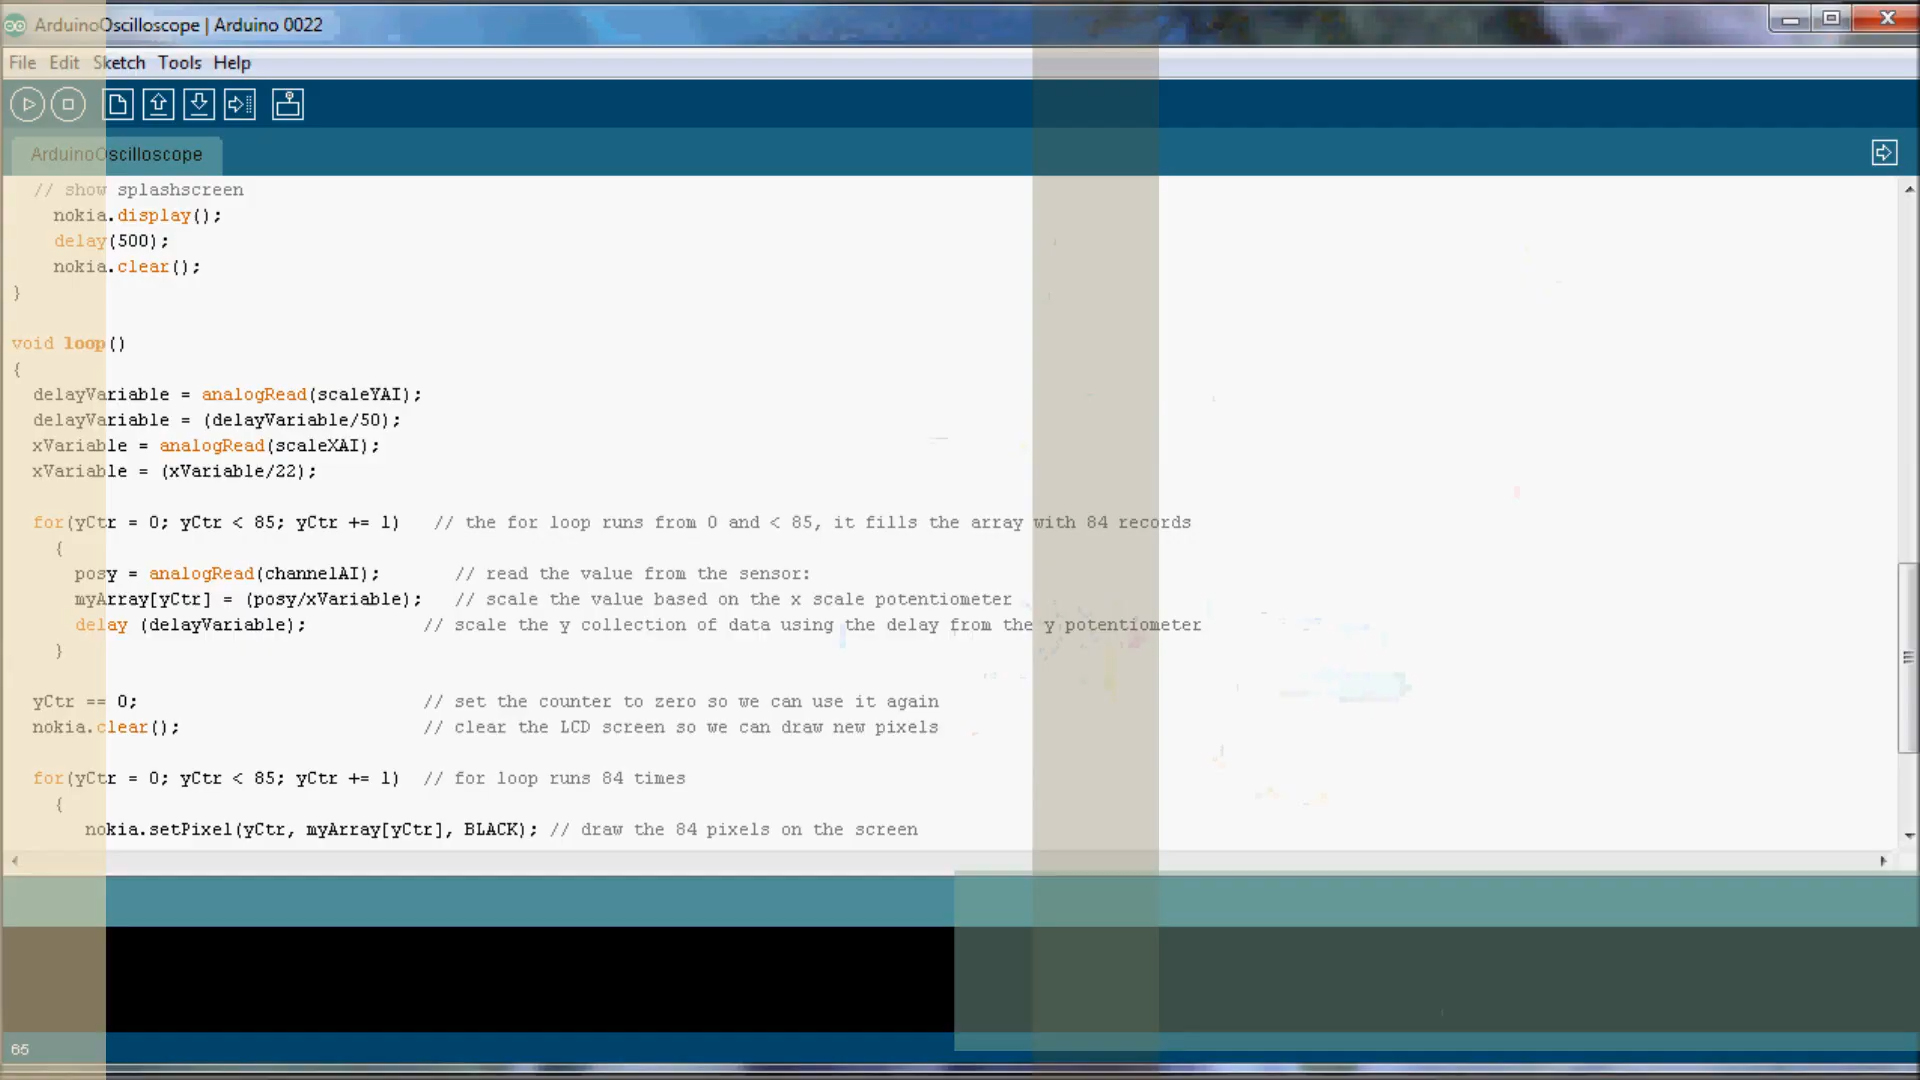 ArduinoOscilloscope | Arduino 0022
File Edit Sketch Tools Help
ArduinoOscilloscope
// show splashscreen
nokia.display();
delay(500);
nokia.clear();
}
void loop()
{
delayVariable = analogRead(scaleYAI);
delayVariable = (delayVariable/50);
xVariable = analogRead(scaleXAI);
xVariable = (xVariable/22);
for(yCtr = 0; yCtr < 85; yCtr += 1) // the for loop runs from 0 and < 85, it fills the array with 84 records
{
posy = analogRead(channelAI); // read the value from the sensor:
myArray[yCtr] = (posy/xVariable); // scale the value based on the x scale potentiometer
delay (delayVariable); // scale the y collection of data using the delay from the y potentiometer
}
yCtr == 0; // set the counter to zero so we can use it again
nokia.clear(); // clear the LCD screen so we can draw new pixels
for(yCtr = 0; yCtr < 85; yCtr += 1) // for loop runs 84 times
{
nokia.setPixel(yCtr, myArray[yCtr], BLACK); // draw the 84 pixels on the screen
65